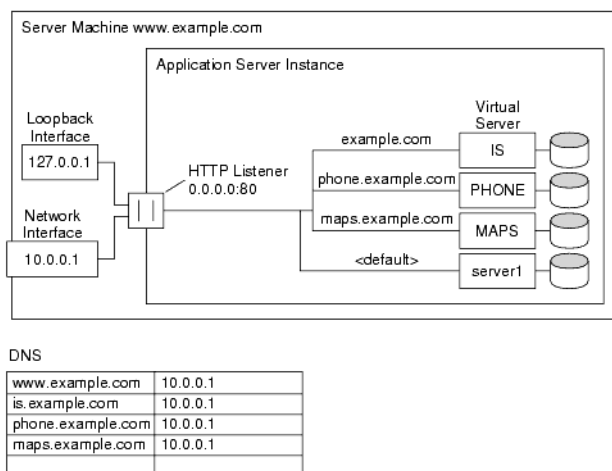 Server Machine www.example.com
Application Server Instance
Loopback
Interface
127.0.0.1
Network
Interface
10.0.0.1
HTTP Listener
0.0.0.0:80
Virtual
Server
example.com
IS
phone.example.com
PHONE
maps.example.com
MAPS
<default>
server1
DNS
www.example.com 10.0.0.1
is.example.com 10.0.0.1
phone.example.com 10.0.0.1
maps.example.com 10.0.0.1